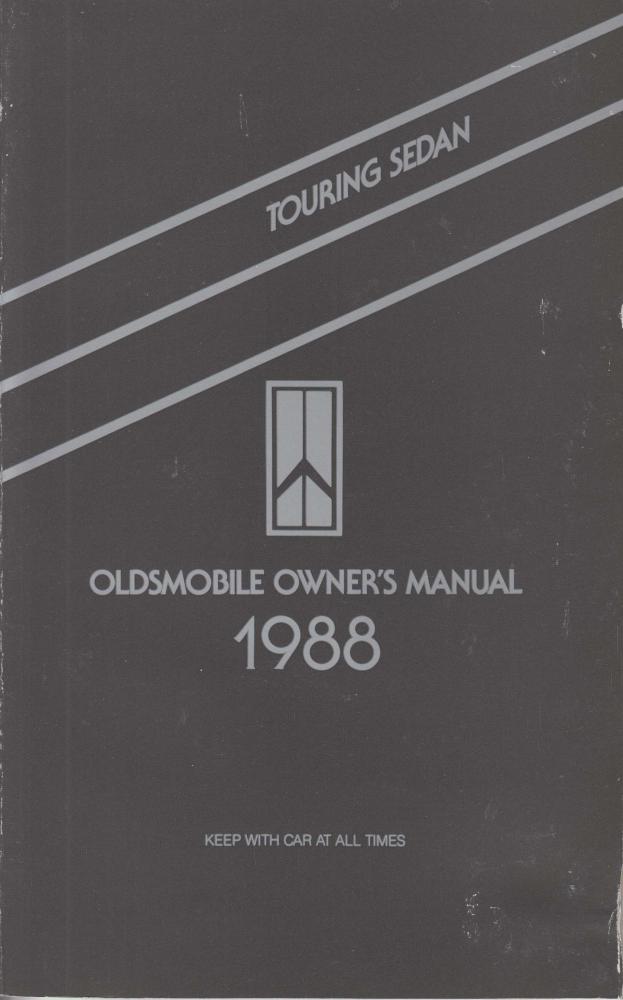 TOURING SEDAN
OLDSMOBILE OWNER'S MANUAL
1988
KEEP WITH CAR AT ALL TIMES